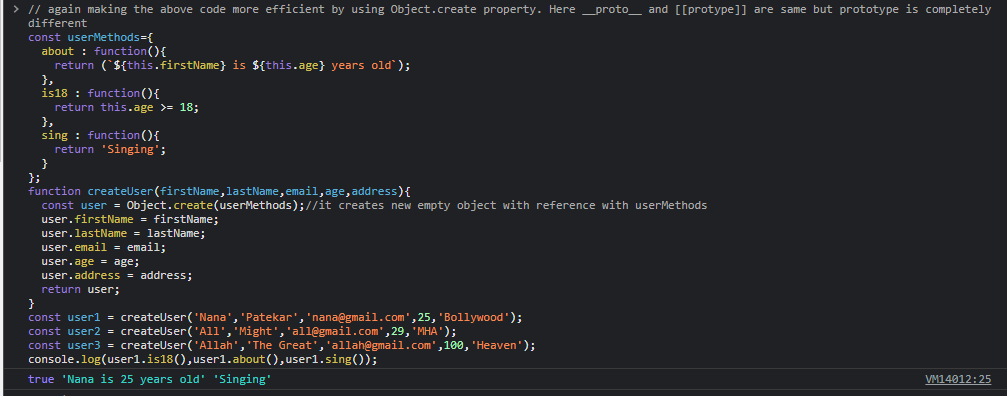 > // again making the above code more efficient by using Object.create property. Here __proto__ and [[protype]] are same but prototype is completely
different
const userMethods={
  about : function(){
    return (`${this.firstName} is ${this.age} years old`);
  },
  is18 : function(){
    return this.age >= 18;
  },
  sing : function(){
    return 'Singing';
  }
};
function createUser(firstName,lastName,email,age,address){
  const user = Object.create(userMethods);//it creates new empty object with reference with userMethods
  user.firstName = firstName;
  user.lastName = lastName;
  user.email = email;
  user.age = age;
  user.address = address;
  return user;
}
const user1 = createUser('Nana','Patekar','nana@gmail.com',25,'Bollywood');
const user2 = createUser('All','Might','all@gmail.com',29,'MHA');
const user3 = createUser('Allah','The Great','allah@gmail.com',100,'Heaven');
console.log(user1.is18(),user1.about(),user1.sing());
true 'Nana is 25 years old' 'Singing' VM14012:25